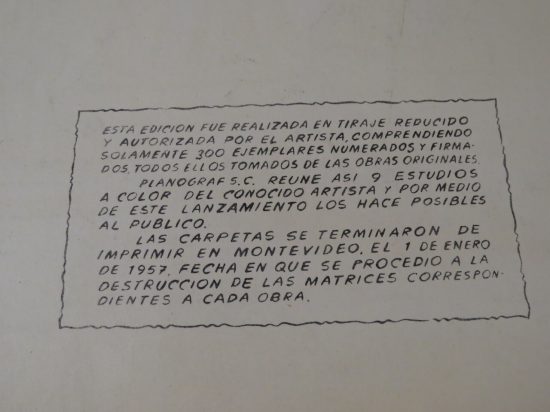 ESTA EDICION FUE REALIZADA EN TIRAJE REDUCIDO
Y AUTORIZADA POR EL ARTISTA, COMPRENDIENDO
SOLAMENTE 300 EJEMPLARES NUMERADOS Y FIRMA-
DOS, TODOS ELLOS TOMADOS DE LAS OBRAS ORIGINALES.
PLANOGRAF S.C. REUNE ASI 9 ESTUDIOS
A COLOR DEL CONOCIDO ARTISTA Y POR MEDIO
DE ESTE LANZAMIENTO LOS HACE POSIBLES
AL PUBLICO.
LAS CARPETAS SE TERMINARON DE
IMPRIMIR EN MONTEVIDEO, EL 1 DE ENERO
DE 1957, FECHA EN QUE SE PROCEDIO A LA
DESTRUCCION DE LAS MATRICES CORRESPON-
DIENTES A CADA OBRA.